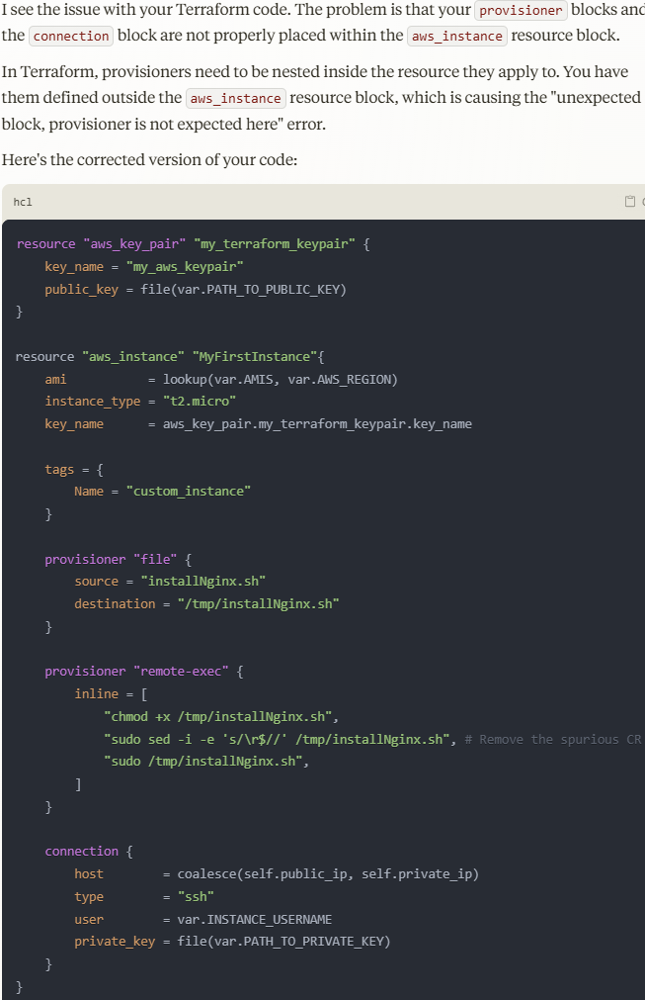 I see the issue with your Terraform code. The problem is that your provisioner blocks and
the connection block are not properly placed within the aws_instance resource block.
In Terraform, provisioners need to be nested inside the resource they apply to. You have
them defined outside the aws_instance resource block, which is causing the "unexpected
block, provisioner is not expected here" error.
Here's the corrected version of your code:
hcl
resource "aws_key_pair" "my_terraform_keypair" {
    key_name = "my_aws_keypair"
    public_key = file(var.PATH_TO_PUBLIC_KEY)
}

resource "aws_instance" "MyFirstInstance"{
    ami           = lookup(var.AMIS, var.AWS_REGION)
    instance_type = "t2.micro"
    key_name      = aws_key_pair.my_terraform_keypair.key_name

    tags = {
        Name = "custom_instance"
    }

    provisioner "file" {
        source = "installNginx.sh"
        destination = "/tmp/installNginx.sh"
    }

    provisioner "remote-exec" {
        inline = [
            "chmod +x /tmp/installNginx.sh",
            "sudo sed -i -e 's/\r$//' /tmp/installNginx.sh", # Remove the spurious CR
            "sudo /tmp/installNginx.sh",
        ]
    }

    connection {
        host        = coalesce(self.public_ip, self.private_ip)
        type        = "ssh"
        user        = var.INSTANCE_USERNAME
        private_key = file(var.PATH_TO_PRIVATE_KEY)
    }
}